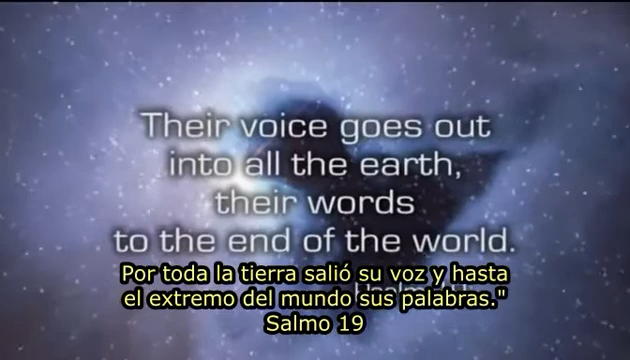 Their voice goes out
into all the earth,
their words
to the end of the world.
Por toda la tierra salió su voz y hasta
el extremo del mundo sus palabras."
Salmo 19